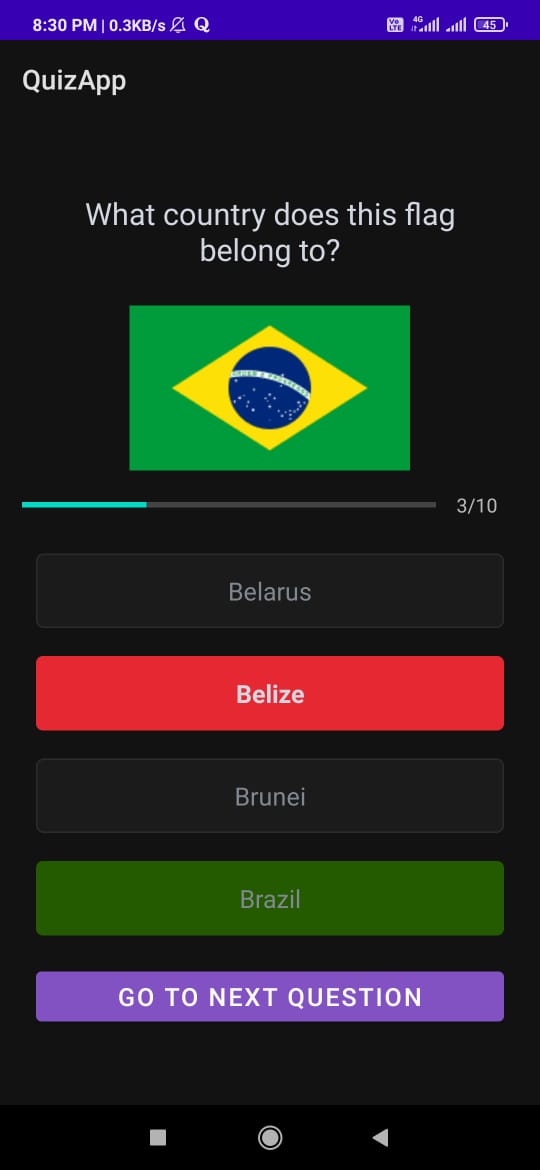 8:30 PM | 0.3KB/s
Vo LTE 4G 45
QuizApp
What country does this flag
belong to?
3/10
Belarus
Belize
Brunei
Brazil
GO TO NEXT QUESTION